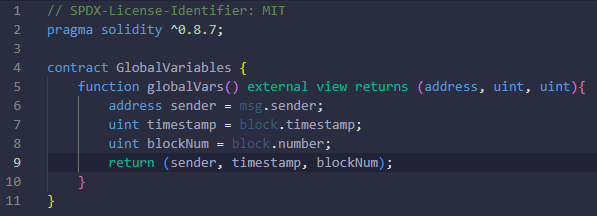 1 // SPDX-License-Identifier: MIT
2 pragma solidity ^0.8.7;
3
4 contract GlobalVariables {
5     function globalVars() external view returns (address, uint, uint){
6         address sender = msg.sender;
7         uint timestamp = block.timestamp;
8         uint blockNum = block.number;
9         return (sender, timestamp, blockNum);
10     }
11 }